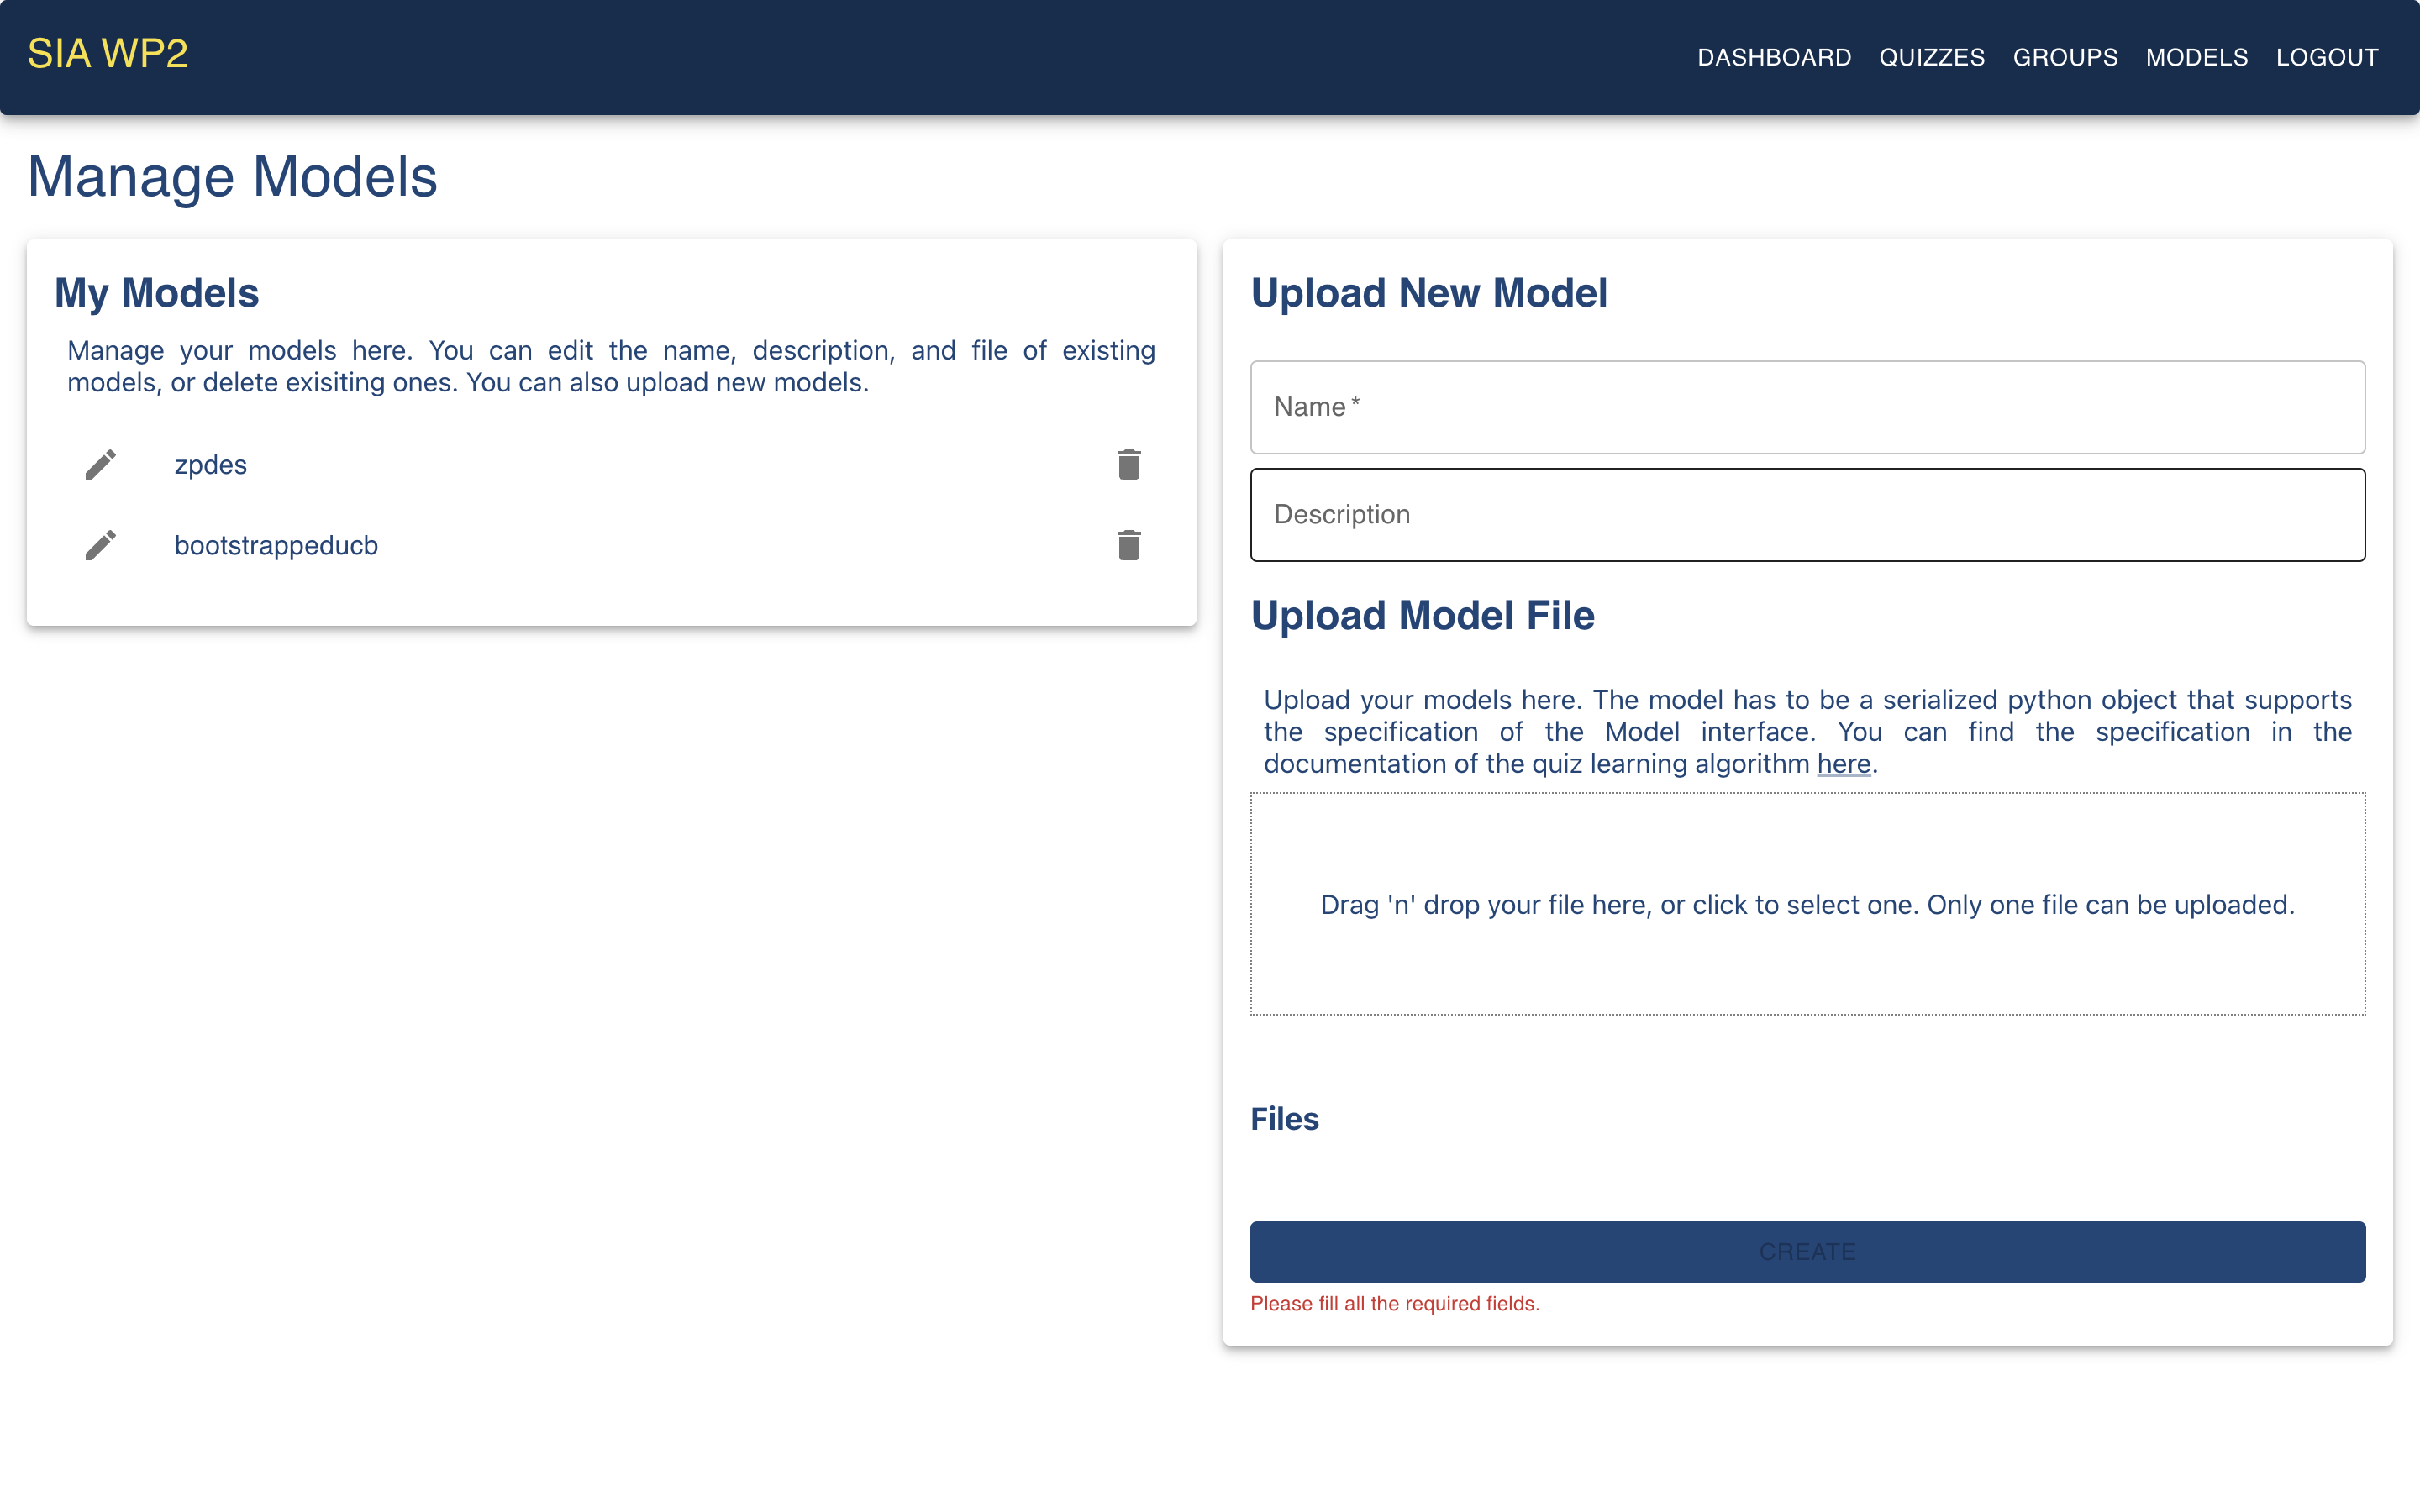 SIA WP2
DASHBOARD QUIZZES GROUPS MODELS LOGOUT
Manage Models
My Models
Manage your models here. You can edit the name, description, and file of existing
models, or delete exisiting ones. You can also upload new models.
zpdes
bootstrappeducb
Upload New Model
Name *
Description
Upload Model File
Upload your models here. The model has to be a serialized python object that supports
the specification of the Model interface. You can find the specification in the
documentation of the quiz learning algorithm here.
Drag 'n' drop your file here, or click to select one. Only one file can be uploaded.
Files
CREATE
Please fill all the required fields.